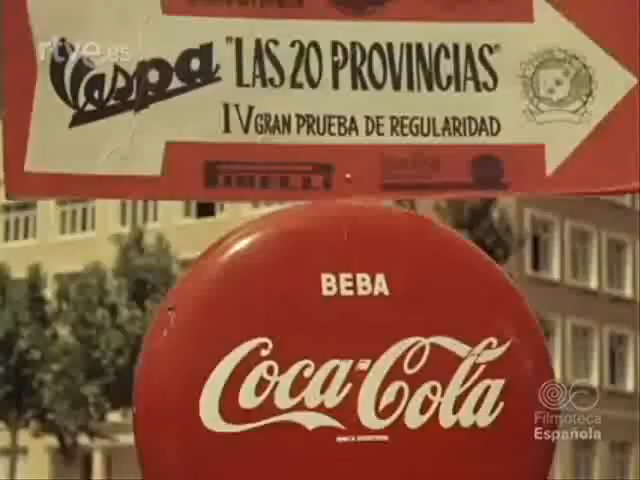 rtve.es
Vespa "LAS 20 PROVINCIAS"
IV GRAN PRUEBA DE REGULARIDAD
PIRELLI
BEBA
Coca-Cola
Filmoteca
Española